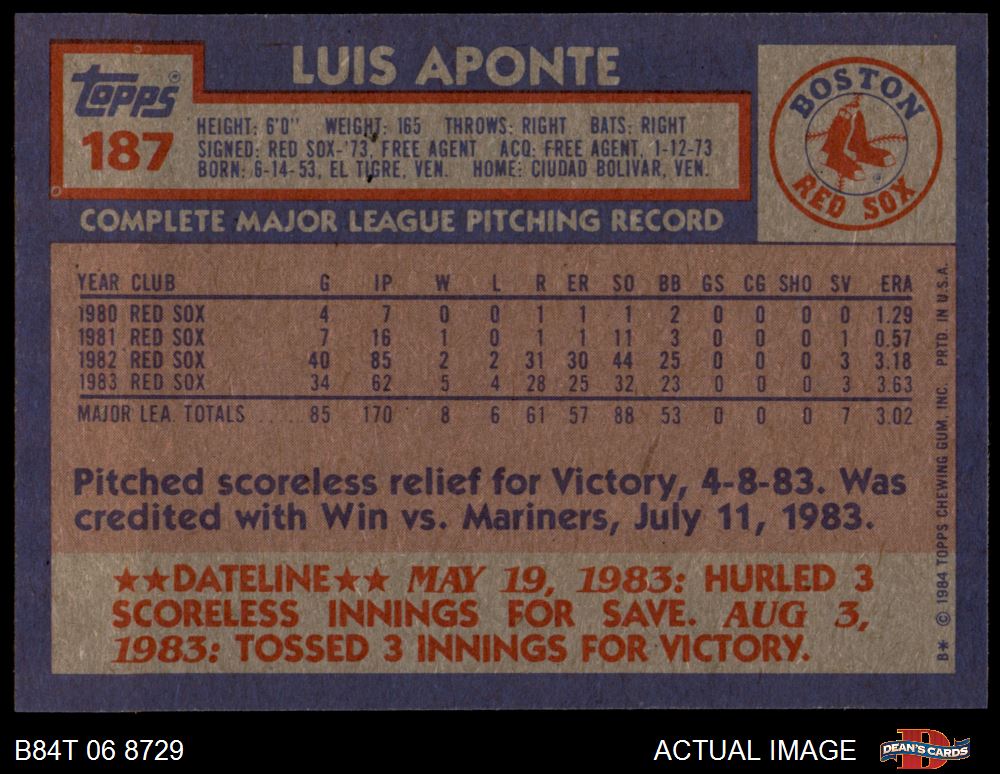 LUIS APONTE
Topps
187
HEIGHT: 6'0" WEIGHT: 165 THROWS: RIGHT BATS: RIGHT
SIGNED: RED SOX-'73, FREE AGENT ACQ: FREE AGENT, 1-12-73
BORN: 6-14-53, EL TIGRE, VEN. HOME: CIUDAD BOLIVAR, VEN.
BOSTON
RED SOX
COMPLETE MAJOR LEAGUE PITCHING RECORD
YEAR CLUB G IP W L R ER SO BB GS CG SHO SV ERA
1980 RED SOX 4 7 0 0 1 1 1 2 0 0 0 0 1.29
1981 RED SOX 7 16 1 0 1 1 11 3 0 0 0 1 0.57
1982 RED SOX 40 85 2 2 31 30 44 25 0 0 0 3 3.18
1983 RED SOX 34 62 5 4 28 25 32 23 0 0 0 3 3.63
MAJOR LEA. TOTALS 85 170 8 6 61 57 88 53 0 0 0 7 3.02
Pitched scoreless relief for Victory, 4-8-83. Was
credited with Win vs. Mariners, July 11, 1983.
★★DATELINE★★ MAY 19, 1983: HURLED 3
SCORELESS INNINGS FOR SAVE. AUG 3,
1983: TOSSED 3 INNINGS FOR VICTORY.
B* © 1984 TOPPS CHEWING GUM, INC. PRTD. IN U.S.A.
B84T 06 8729
ACTUAL IMAGE
DEAN'S CARDS